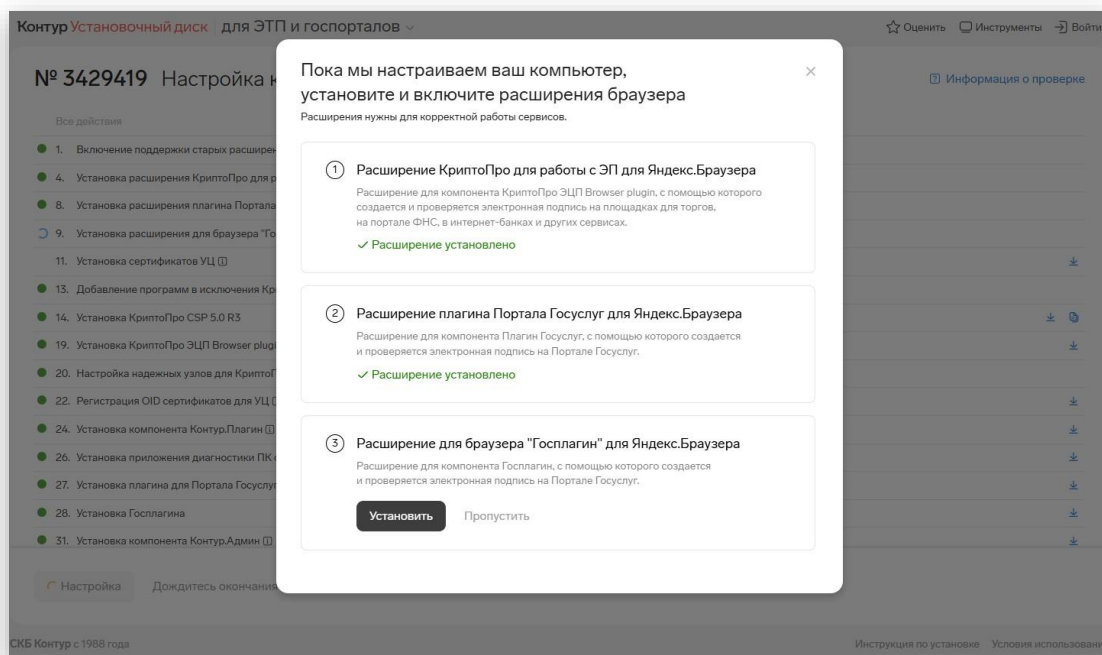 Контур Установочный диск для ЭТП и госпорталов
Оценить Инструменты Войти
№ 3429419 Настройка к
Информация о проверке
Все действия
1. Включение поддержки старых расширен
4. Установка расширения КриптоПро для р
8. Установка расширения плагина Портала
9. Установка расширения для браузера "Го
11. Установка сертификатов УЦ
13. Добавление программ в исключения Кр
14. Установка КриптоПро CSP 5.0 R3
19. Установка КриптоПро ЭЦП Browser plugi
20. Настройка надежных узлов для КриптоП
22. Регистрация OID сертификатов для УЦ
24. Установка компонента Контур.Плагин
26. Установка приложения диагностики ПК
27. Установка плагина для Портала Госуслуг
28. Установка Госплагина
31. Установка компонента Контур.Админ
Настройка Дождитесь окончания
СКБ Контур с 1988 года
Инструкция по установке Условия использовани
Пока мы настраиваем ваш компьютер,
установите и включите расширения браузера
Расширения нужны для корректной работы сервисов.
1 Расширение КриптоПро для работы с ЭП для Яндекс.Браузера
Расширение для компонента КриптоПро ЭЦП Browser plugin, с помощью которого
создается и проверяется электронная подпись на площадках для торгов,
на портале ФНС, в интернет-банках и других сервисах.
Расширение установлено
2 Расширение плагина Портала Госуслуг для Яндекс.Браузера
Расширение для компонента Плагин Госуслуг, с помощью которого создается
и проверяется электронная подпись на Портале Госуслуг.
Расширение установлено
3 Расширение для браузера "Госплагин" для Яндекс.Браузера
Расширение для компонента Госплагин, с помощью которого создается
и проверяется электронная подпись на Портале Госуслуг.
Установить Пропустить